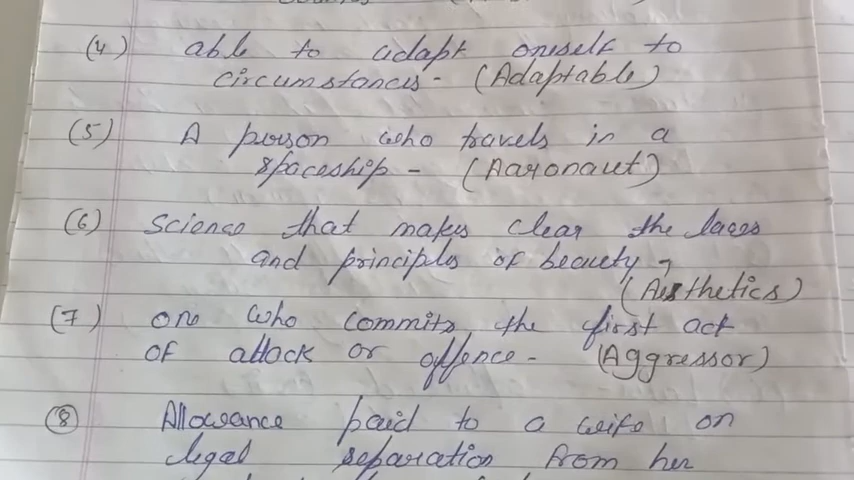 (4) able to adapt oneself to
circumstances - (Adaptable)
(5) A person who travels in a
spaceship - (Aaronaut)
(6) Science that makes clear the laws
and principles of beauty -
(Aesthetics)
(7) one who commits the first act
of attack or offence - (Aggressor)
(8) Allowance paid to a wife on
legal separation from her